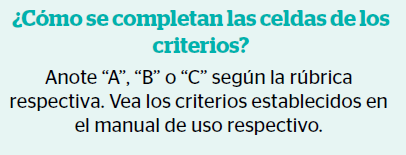 ¿Cómo se completan las celdas de los
criterios?
Anote “A”, “B” o “C” según la rúbrica
respectiva. Vea los criterios establecidos en
el manual de uso respectivo.